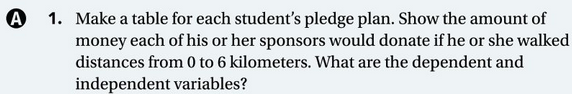 A 1. Make a table for each student's pledge plan. Show the amount of
money each of his or her sponsors would donate if he or she walked
distances from 0 to 6 kilometers. What are the dependent and
independent variables?